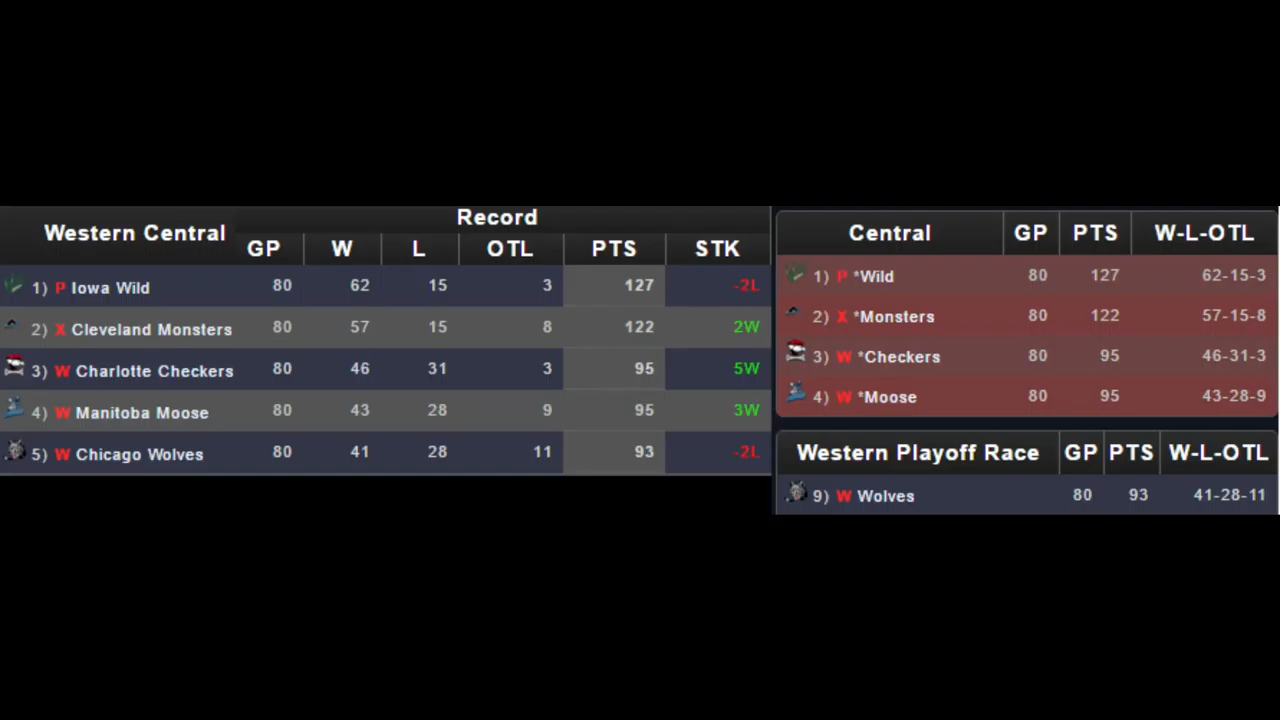 Western Central Record
GP W L OTL PTS STK
1) P Iowa Wild 80 62 15 3 127 -2L
2) X Cleveland Monsters 80 57 15 8 122 2W
3) W Charlotte Checkers 80 46 31 3 95 5W
4) W Manitoba Moose 80 43 28 9 95 3W
5) W Chicago Wolves 80 41 28 11 93 -2L
Central GP PTS W-L-OTL
1) P *Wild 80 127 62-15-3
2) X *Monsters 80 122 57-15-8
3) W *Checkers 80 95 46-31-3
4) W *Moose 80 95 43-28-9
Western Playoff Race GP PTS W-L-OTL
9) W Wolves 80 93 41-28-11